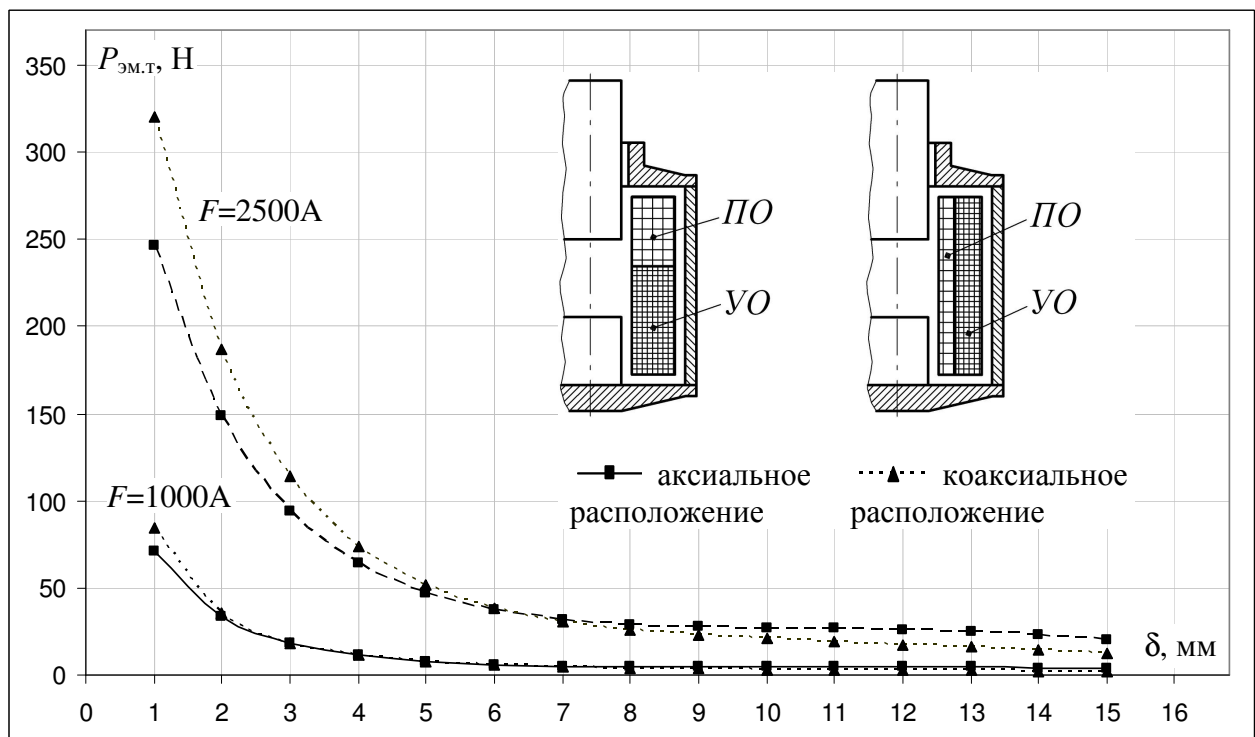 350
P эм.т, Н
300
F=2500А
ПО
ПО
250
УО
УО
200
150
аксиальное расположение
коаксиальное расположение
100
F=1000А
50
δ, мм
0
0 1 2 3 4 5 6 7 8 9 10 11 12 13 14 15 16